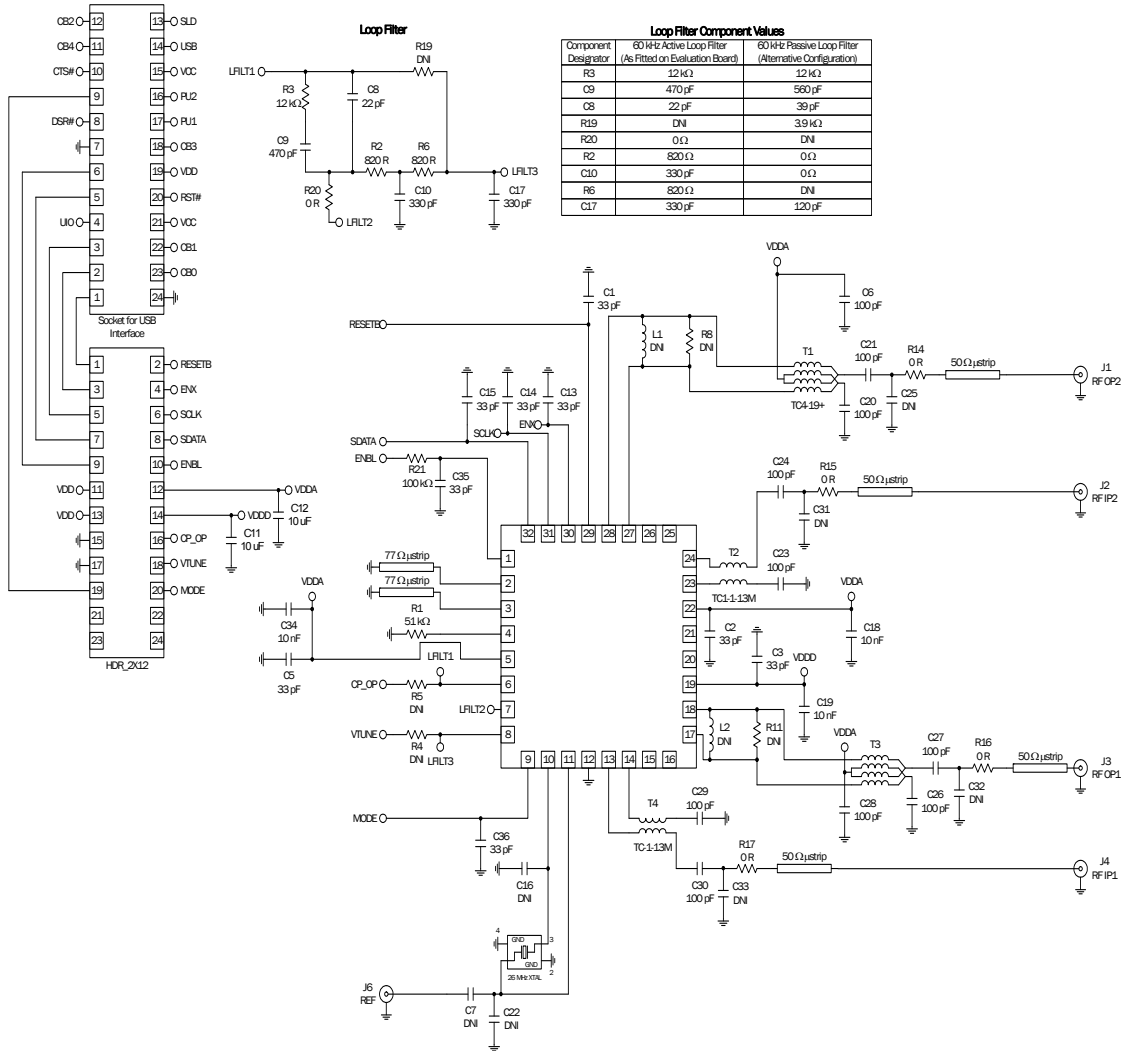 CB2 12 13 SLD
CB4 11 14 USB
CTS# 10 15 VCC
9 16 PU2
DSR# 8 17 PU1
7 18 CB3
6 19 VDD
5 20 RST#
UIO 4 21 VCC
3 22 CB1
2 23 CB0
1 24
Socket for USB
Interface
1 2 RESETB
3 4 ENX
5 6 SCLK
7 8 SDATA
9 10 ENBL
VDD 11 12 VDDA
C12
10 uF
VDD 13 14 VDDD
C11
10 uF
15 16 CP_OP
17 18 VTUNE
19 20 MODE
21 22
23 24
HDR_2X12
Loop Filter
LFILT1
R19
DNI
R3
12 kΩ
C8
22 pF
C9
470 pF
R2
820 R
R6
820 R
LFILT3
R20
0 R
C10
330 pF
C17
330 pF
LFILT2
Loop Filter Component Values
Component Designator 60 kHz Active Loop Filter (As Fitted on Evaluation Board) 60 kHz Passive Loop Filter (Alternative Configuration)
R3 12 kΩ 12 kΩ
C9 470 pF 560 pF
C8 22 pF 39 pF
R19 DNI 3.9 kΩ
R20 0 Ω DNI
R2 820 Ω 0 Ω
C10 330 pF 0 Ω
R6 820 Ω DNI
C17 330 pF 120 pF
VDDA
C6
100 pF
C1
33 pF
RESETB
L1
DNI
R8
DNI
T1
TC4-19+
C21
100 pF
R14
0 R
50 Ω µstrip
J1
RF OP2
C20
100 pF
C25
DNI
C15
33 pF
C14
33 pF
C13
33 pF
ENX
SCLK
SDATA
ENBL
R21
100 kΩ
C35
33 pF
C24
100 pF
R15
0 R
50 Ω µstrip
J2
RF IP2
C31
DNI
32 31 30 29 28 27 26 25
1 2 3 4 5 6 7 8
24 23 22 21 20 19 18 17
9 10 11 12 13 14 15 16
77 Ω µstrip
77 Ω µstrip
R1
51 kΩ
VDDA
C34
10 nF
C5
33 pF
LFILT1
CP_OP
R5
DNI
LFILT2
VTUNE
R4
DNI
LFILT3
T2
TC1-1-13M
C23
100 pF
VDDA
C2
33 pF
C18
10 nF
C3
33 pF
VDDD
C19
10 nF
L2
DNI
R11
DNI
VDDA
T3
C27
100 pF
R16
0 R
50 Ω µstrip
J3
RF OP1
C28
100 pF
C26
100 pF
C32
DNI
MODE
C36
33 pF
C16
DNI
T4
TC-1-13M
C29
100 pF
C30
100 pF
R17
0 R
50 Ω µstrip
J4
RF IP1
C33
DNI
4
GND
3
GND
2
26 MHz XTAL
J6
REF
C7
DNI
C22
DNI